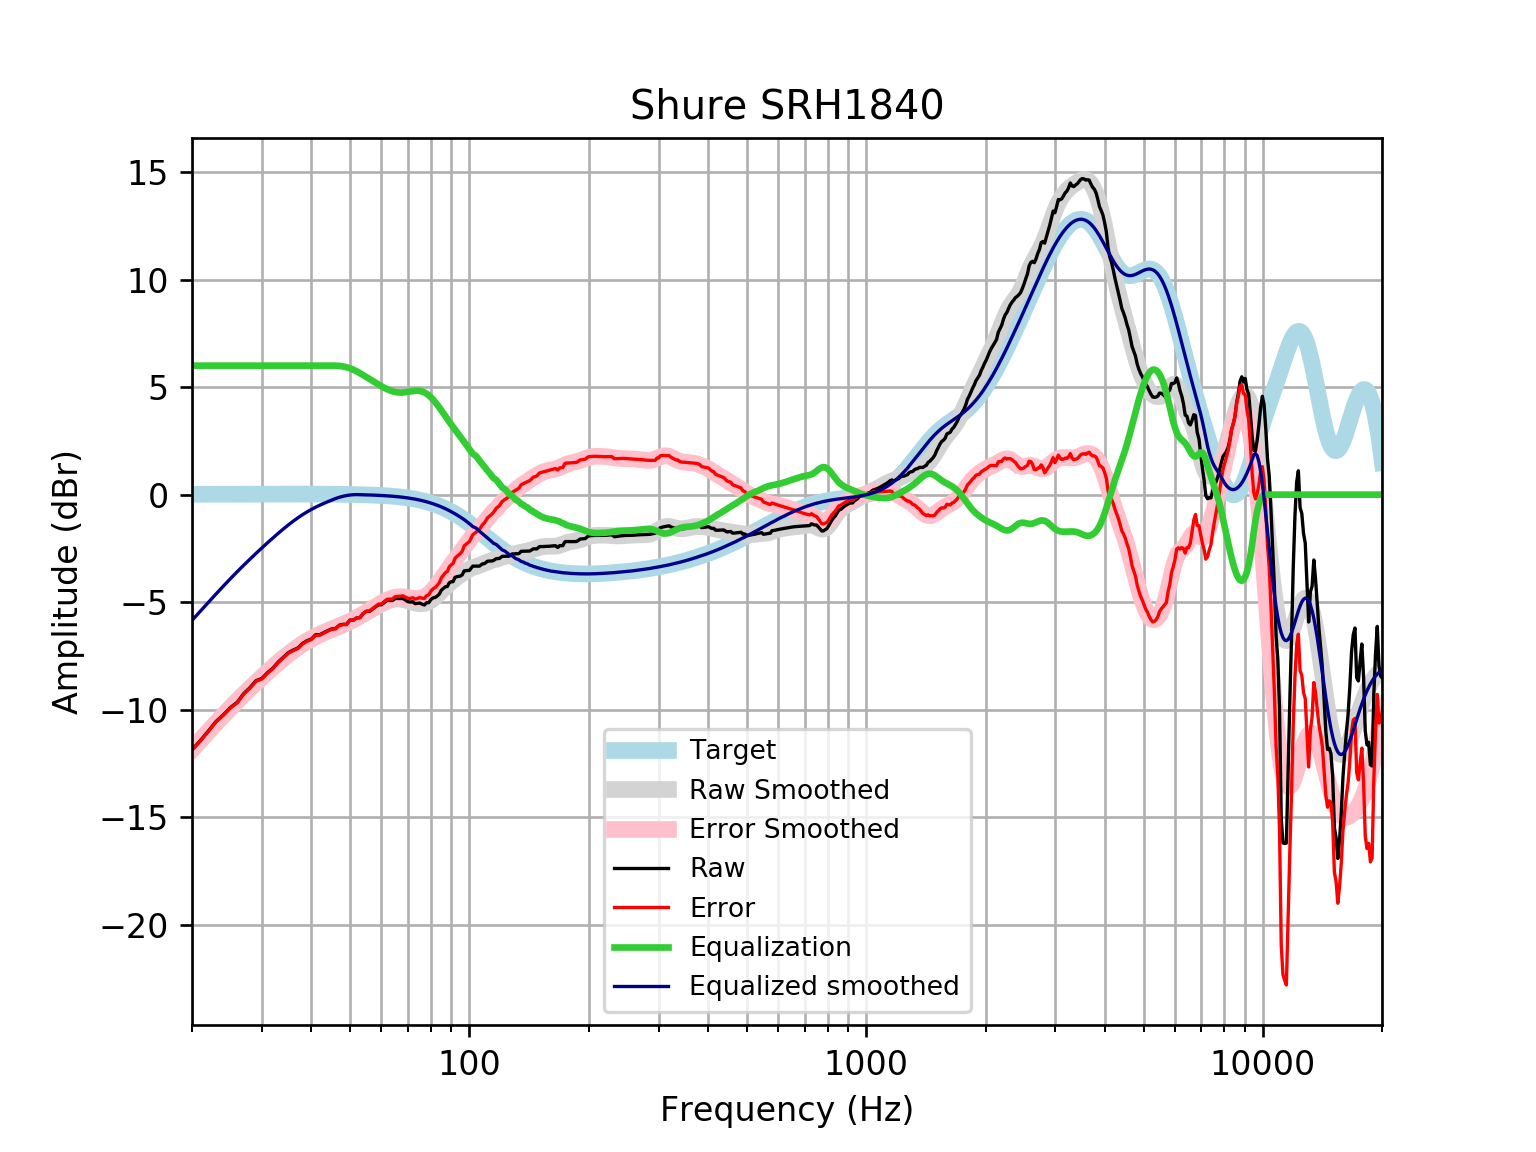 Shure SRH1840
Amplitude (dBr)
15
10
5
0
−5
−10
−15
−20
Target
Raw Smoothed
Error Smoothed
Raw
Error
Equalization
Equalized smoothed
100
1000
10000
Frequency (Hz)